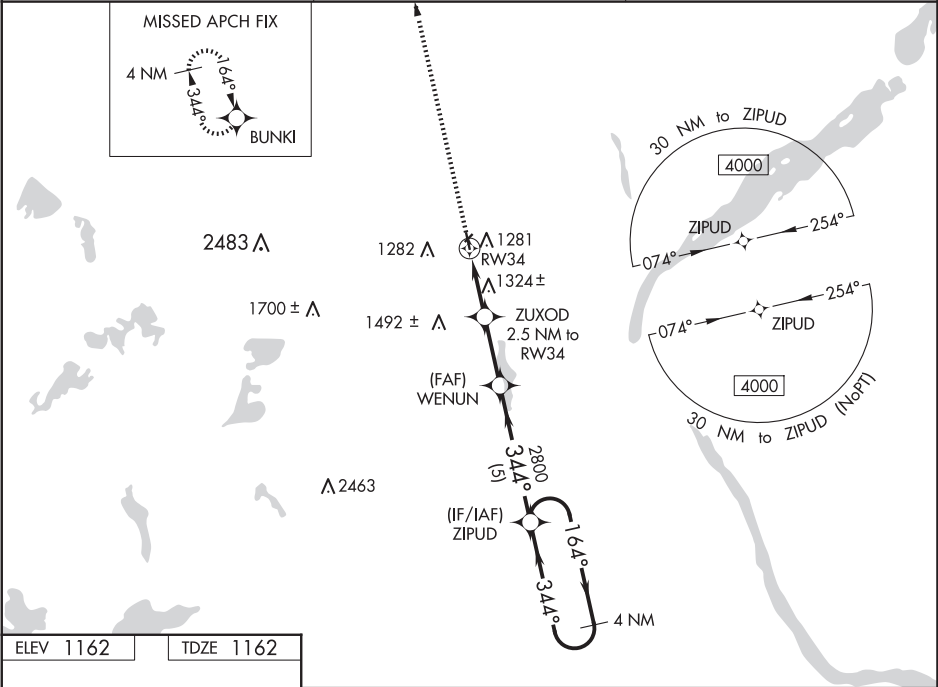 MISSED APCH FIX
4 NM
164°
344°
BUNKI
30 NM to ZIPUD
4000
ZIPUD
254°
074°
2483
1282
1281
RW34
1324 ±
1700 ±
1492 ±
ZUXOD
2.5 NM to
RW34
254°
074°
ZIPUD
4000
30 NM to ZIPUD (NoPT)
(FAF)
WENUN
2800
344°
(5)
2463
(IF/IAF)
ZIPUD
164°
344°
4 NM
ELEV 1162
TDZE 1162